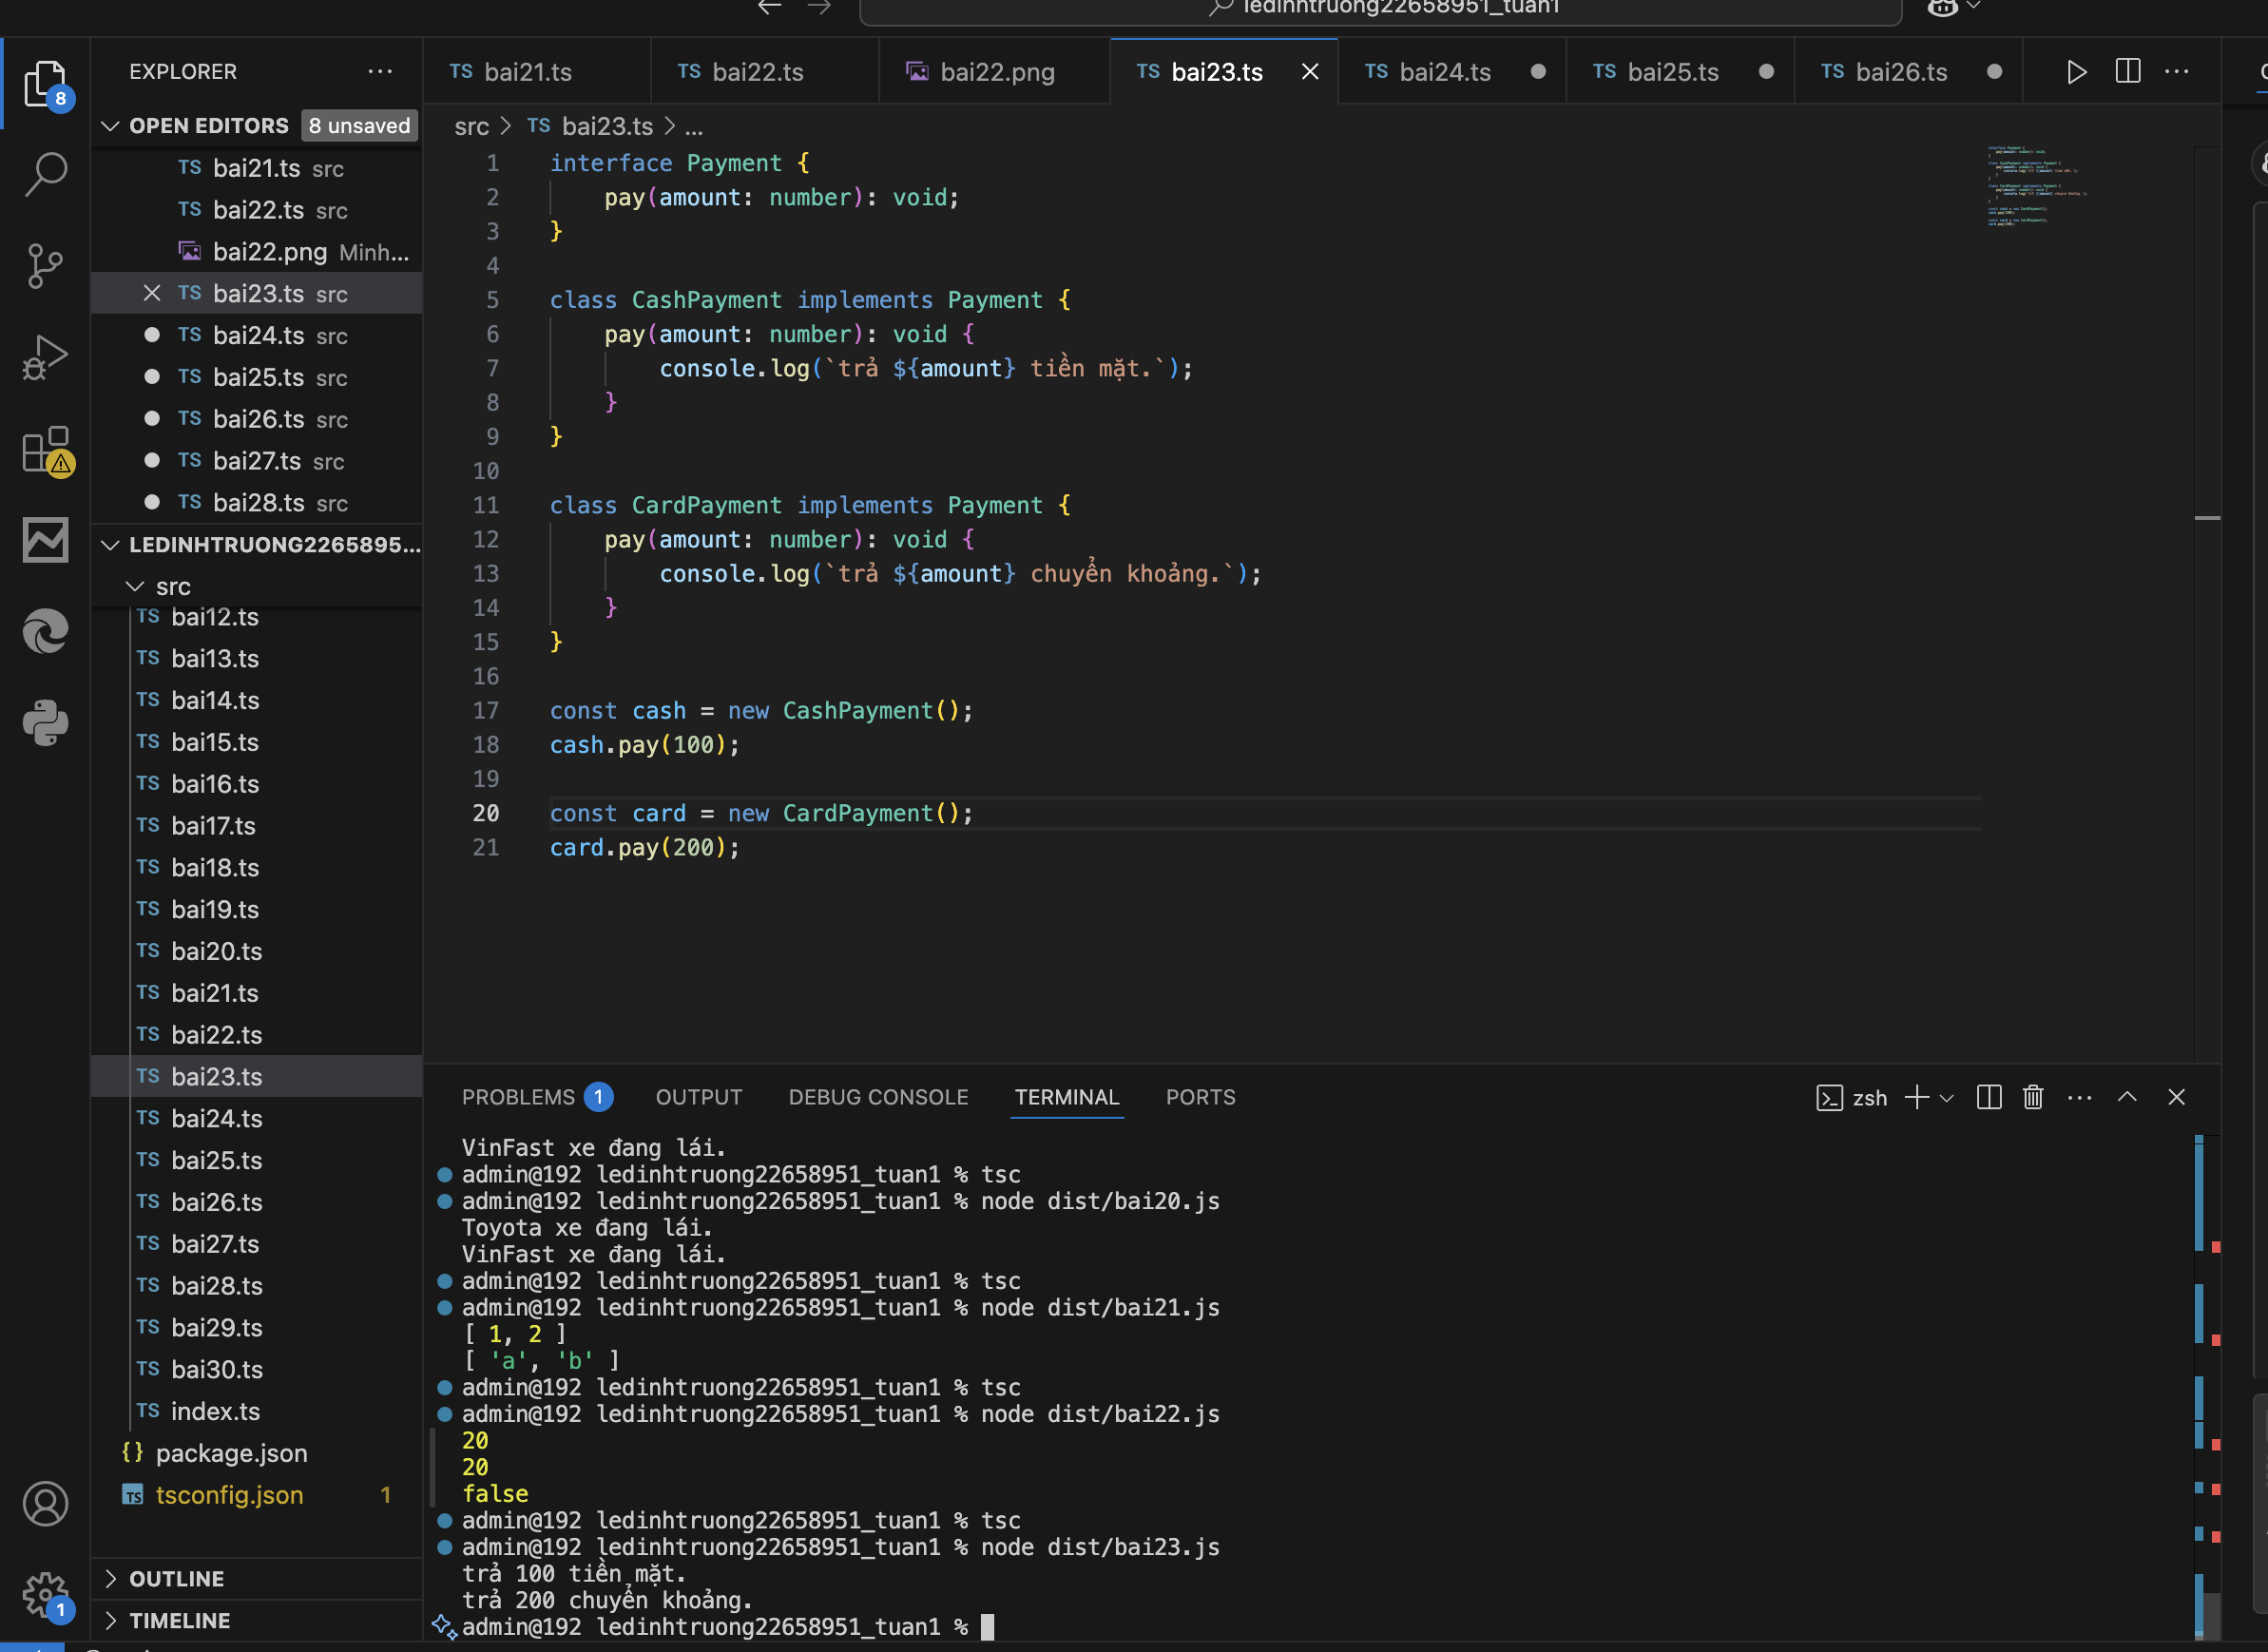 ledinhtruong22658951_tuan1
EXPLORER
8
OPEN EDITORS 8 unsaved
TS bai21.ts src
TS bai22.ts src
bai22.png Minh...
TS bai23.ts src
TS bai24.ts src
TS bai25.ts src
TS bai26.ts src
TS bai27.ts src
TS bai28.ts src
LEDINHTRUONG2265895...
src
TS bai12.ts
TS bai13.ts
TS bai14.ts
TS bai15.ts
TS bai16.ts
TS bai17.ts
TS bai18.ts
TS bai19.ts
TS bai20.ts
TS bai21.ts
TS bai22.ts
TS bai23.ts
TS bai24.ts
TS bai25.ts
TS bai26.ts
TS bai27.ts
TS bai28.ts
TS bai29.ts
TS bai30.ts
TS index.ts
{} package.json
TS tsconfig.json 1
OUTLINE
TIMELINE
1
TS bai21.ts TS bai22.ts bai22.png TS bai23.ts TS bai24.ts TS bai25.ts TS bai26.ts
src > TS bai23.ts > ...
1 interface Payment {
2 pay(amount: number): void;
3 }
4
5 class CashPayment implements Payment {
6 pay(amount: number): void {
7 console.log(`trả ${amount} tiền mặt.`);
8 }
9 }
10
11 class CardPayment implements Payment {
12 pay(amount: number): void {
13 console.log(`trả ${amount} chuyển khoảng.`);
14 }
15 }
16
17 const cash = new CashPayment();
18 cash.pay(100);
19
20 const card = new CardPayment();
21 card.pay(200);
PROBLEMS 1 OUTPUT DEBUG CONSOLE TERMINAL PORTS zsh
VinFast xe đang lái.
admin@192 ledinhtruong22658951_tuan1 % tsc
admin@192 ledinhtruong22658951_tuan1 % node dist/bai20.js
Toyota xe đang lái.
VinFast xe đang lái.
admin@192 ledinhtruong22658951_tuan1 % tsc
admin@192 ledinhtruong22658951_tuan1 % node dist/bai21.js
[ 1, 2 ]
[ 'a', 'b' ]
admin@192 ledinhtruong22658951_tuan1 % tsc
admin@192 ledinhtruong22658951_tuan1 % node dist/bai22.js
20
20
false
admin@192 ledinhtruong22658951_tuan1 % tsc
admin@192 ledinhtruong22658951_tuan1 % node dist/bai23.js
trả 100 tiền mặt.
trả 200 chuyển khoảng.
admin@192 ledinhtruong22658951_tuan1 %